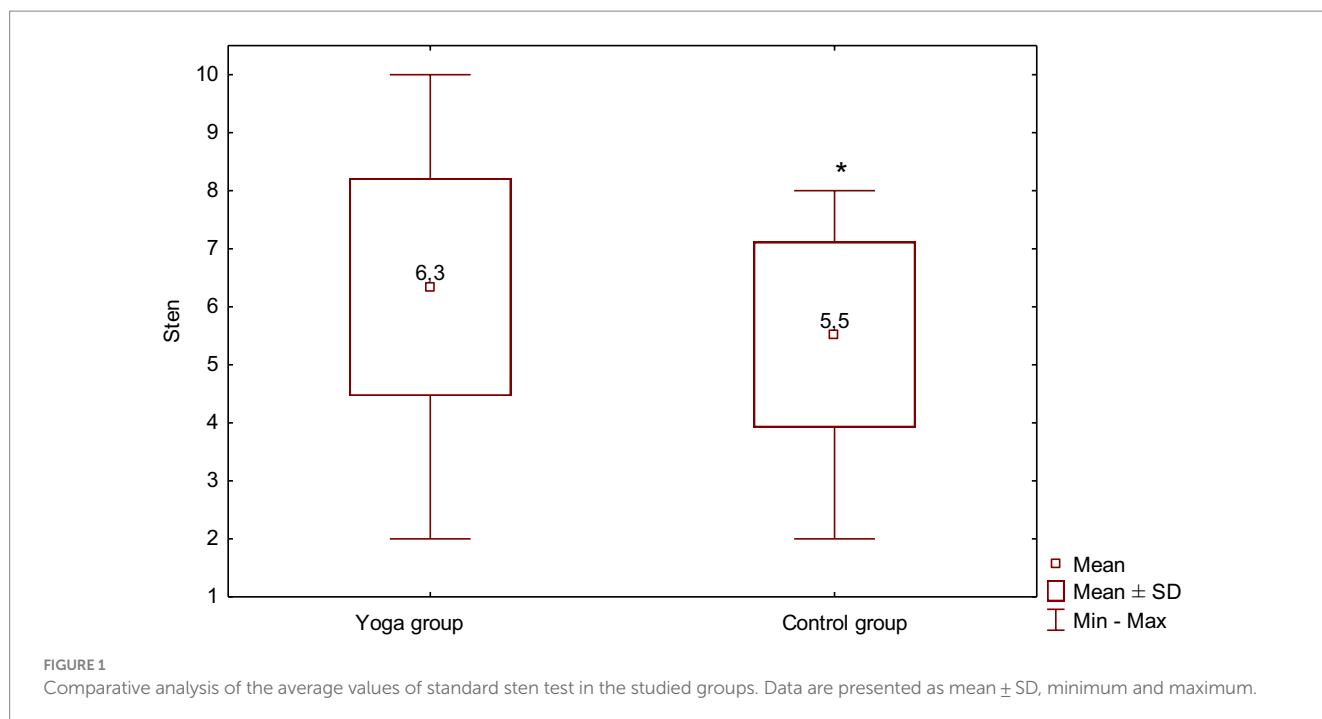 10
9
8
7
6
5
4
3
2
1
Sten
*
6,3
5,5
Yoga group
Control group
Mean
Mean ± SD
Min - Max
FIGURE 1
Comparative analysis of the average values of standard sten test in the studied groups. Data are presented as mean ± SD, minimum and maximum.